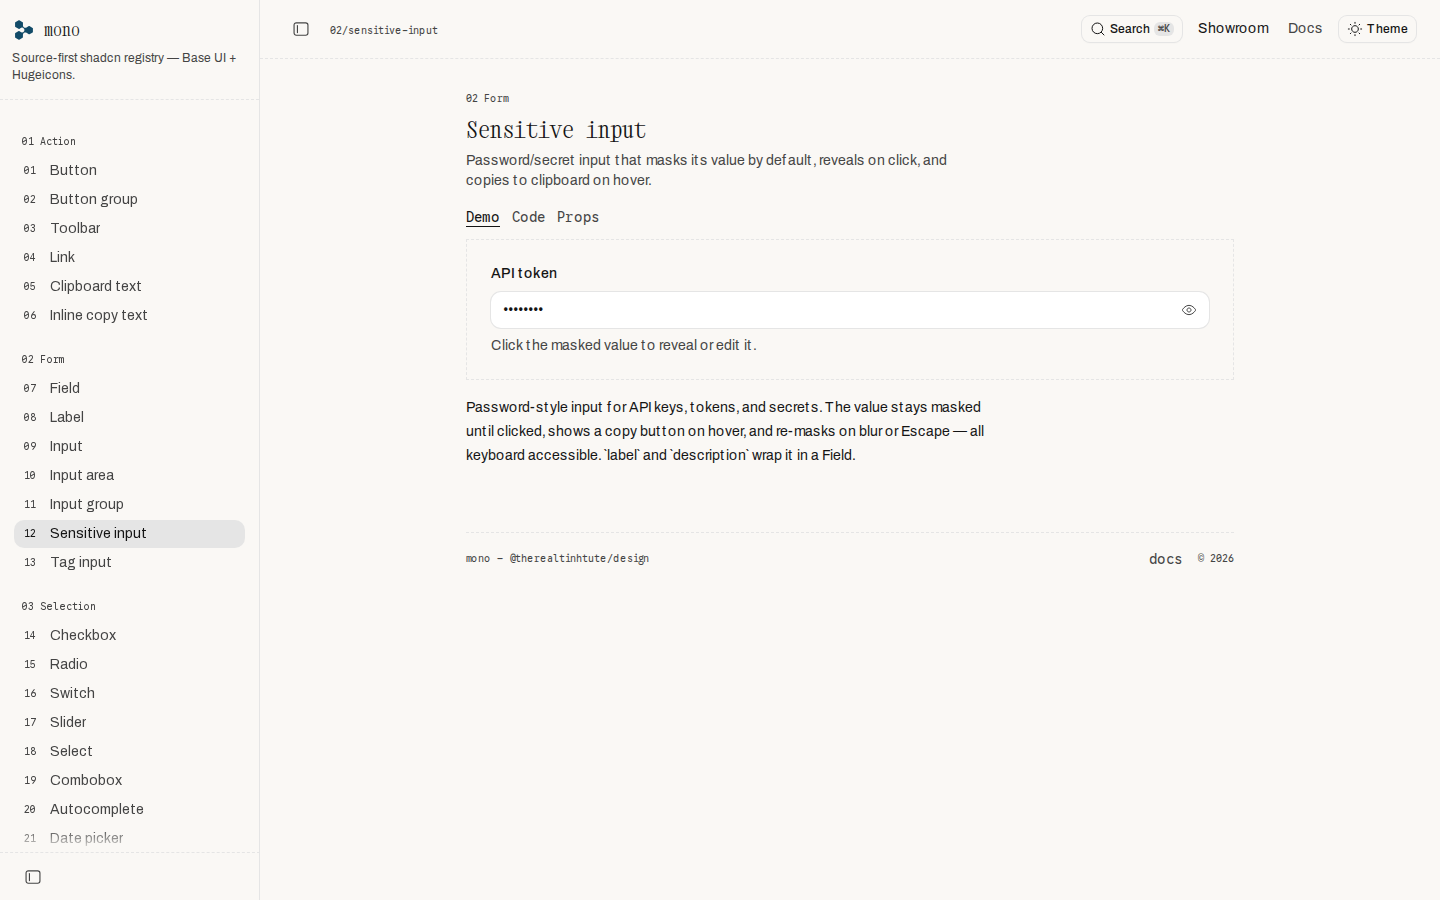 mono
Source-first shadcn registry — Base UI +
Hugeicons.
01 Action
01 Button
02 Button group
03 Toolbar
04 Link
05 Clipboard text
06 Inline copy text
02 Form
07 Field
08 Label
09 Input
10 Input area
11 Input group
12 Sensitive input
13 Tag input
03 Selection
14 Checkbox
15 Radio
16 Switch
17 Slider
18 Select
19 Combobox
20 Autocomplete
21 Date picker
02/sensitive-input
Search ⌘K
Showroom
Docs
Theme
02 Form
Sensitive input
Password/secret input that masks its value by default, reveals on click, and
copies to clipboard on hover.
Demo Code Props
API token
••••••••
Click the masked value to reveal or edit it.
Password-style input for API keys, tokens, and secrets. The value stays masked
until clicked, shows a copy button on hover, and re-masks on blur or Escape — all
keyboard accessible. `label` and `description` wrap it in a Field.
mono — @therealtinhtute/design
docs © 2026